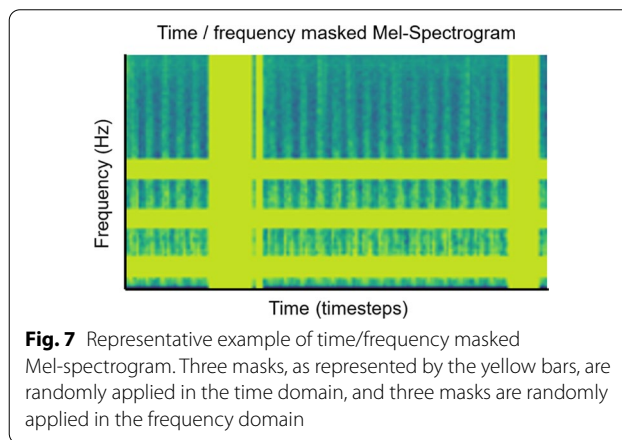 Time / frequency masked Mel-Spectrogram
Frequency (Hz)
Time (timesteps)
Fig. 7 Representative example of time/frequency masked
Mel-spectrogram. Three masks, as represented by the yellow bars, are
randomly applied in the time domain, and three masks are randomly
applied in the frequency domain